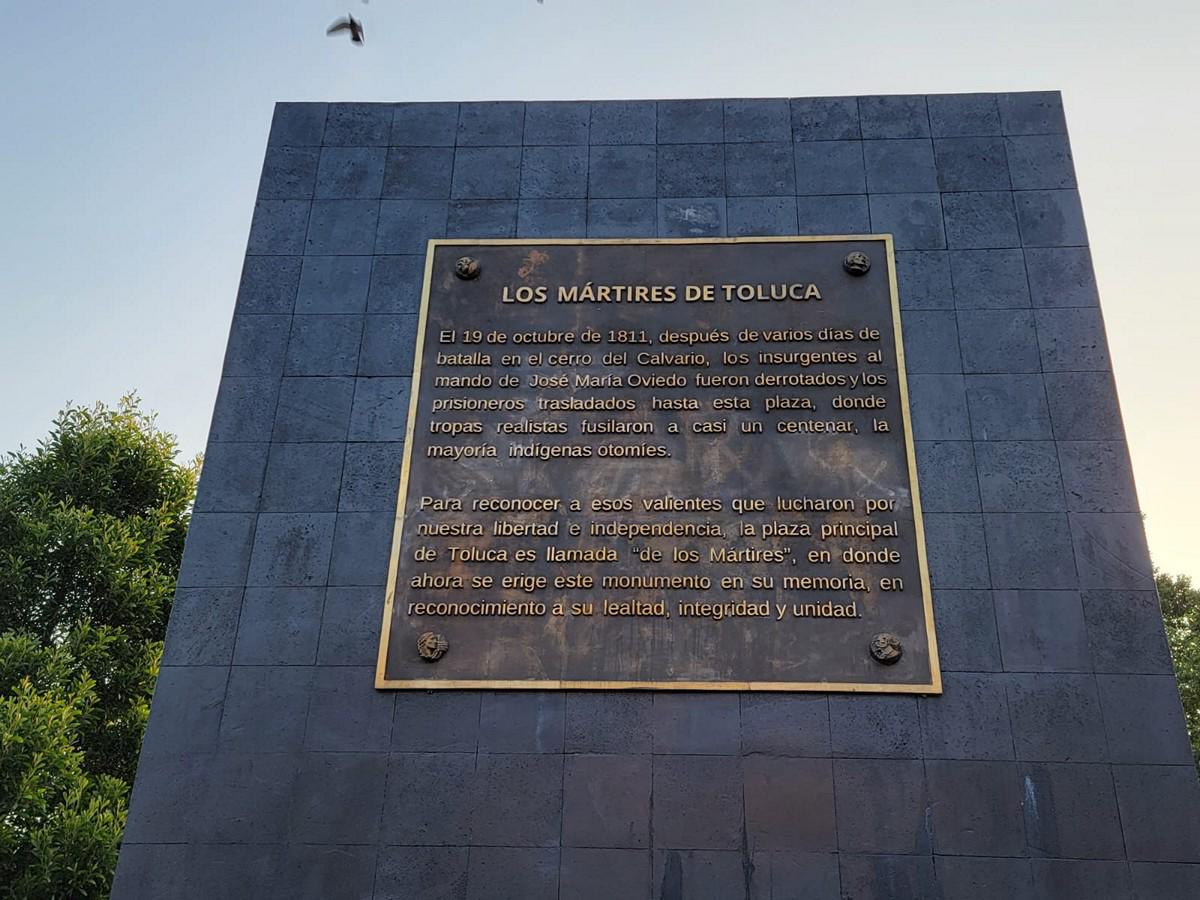 LOS MÁRTIRES DE TOLUCA
El 19 de octubre de 1811, después de varios días de
batalla en el cerro del Calvario, los insurgentes al
mando de José María Oviedo fueron derrotados y los
prisioneros trasladados hasta esta plaza, donde
tropas realistas fusilaron a casi un centenar, la
mayoría indígenas otomíes.
Para reconocer a esos valientes que lucharon por
nuestra libertad e independencia, la plaza principal
de Toluca es llamada “de los Mártires”, en donde
ahora se erige este monumento en su memoria, en
reconocimiento a su lealtad, integridad y unidad.